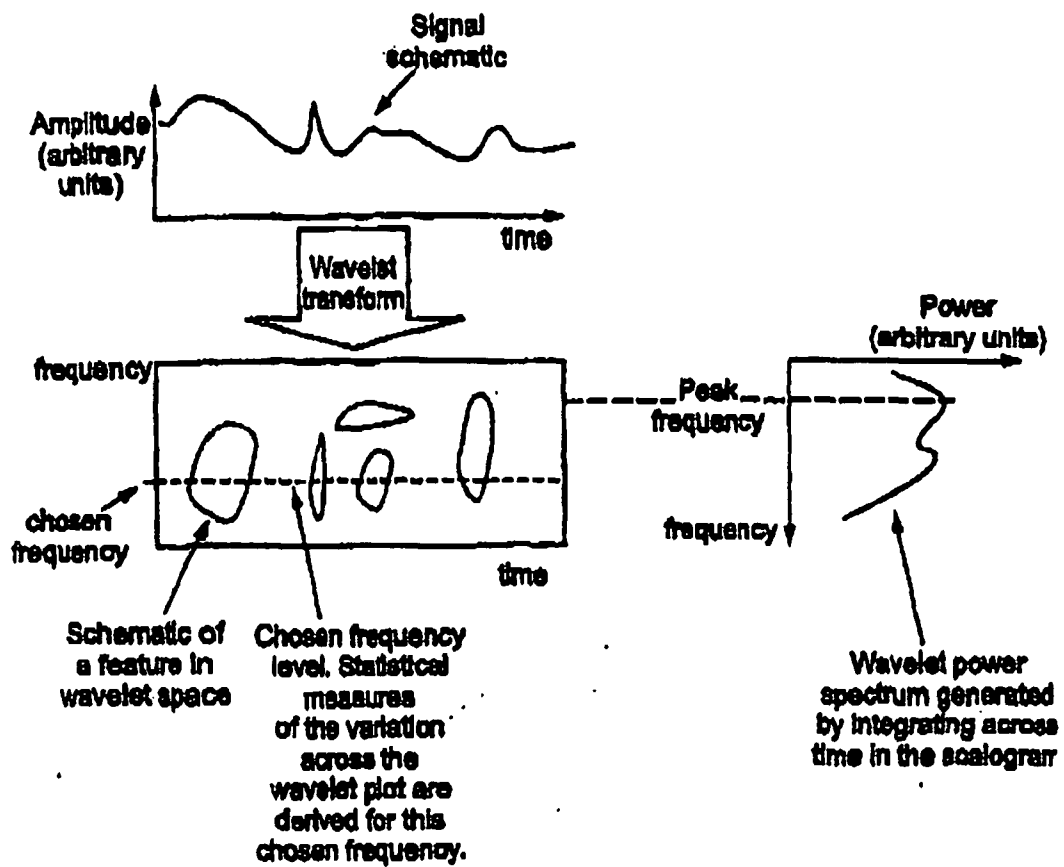 Signal
schematic
Amplitude
(arbitrary
units)
time
Wavelet
transform
Power
(arbitrary units)
frequency
Peak
frequency
chosen
frequency
frequency
time
Schematic of
a feature in
wavelet space
Chosen frequency
level. Statistical
measures
of the variation
across the
wavelet plot are
derived for this
chosen frequency.
Wavelet power
spectrum generated
by integrating across
time in the scalogram